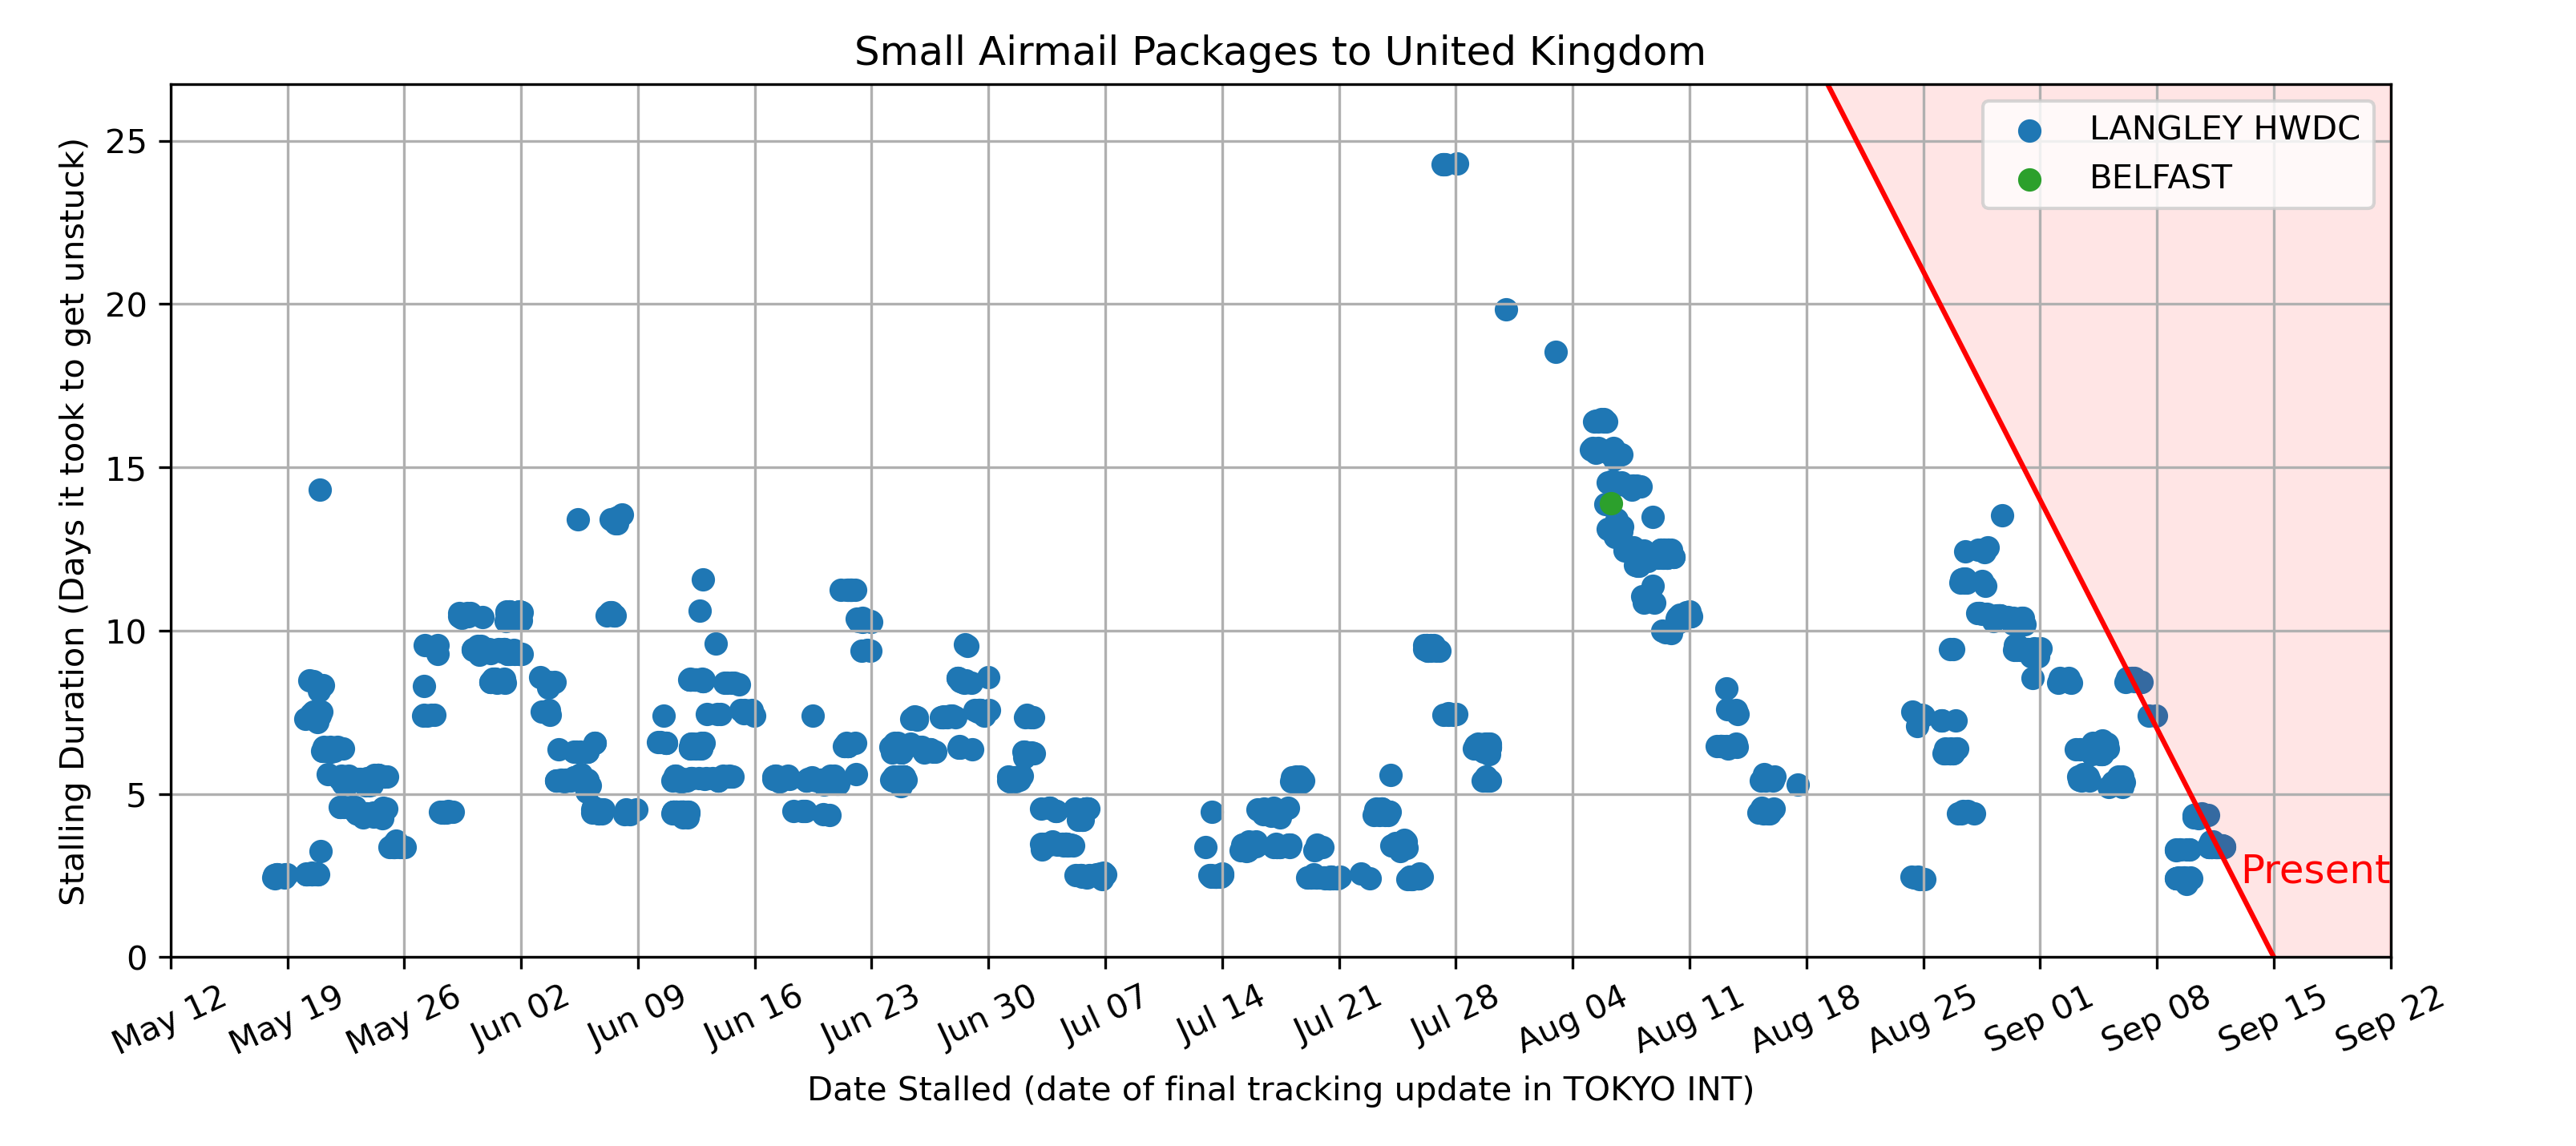 Small Airmail Packages to United Kingdom
LANGLEY HWDC
BELFAST
Stalling Duration (Days it took to get unstuck)
25
20
15
10
5
0
Present
May 12
May 19
May 26
Jun 02
Jun 09
Jun 16
Jun 23
Jun 30
Jul 07
Jul 14
Jul 21
Jul 28
Aug 04
Aug 11
Aug 18
Aug 25
Sep 01
Sep 08
Sep 15
Sep 22
Date Stalled (date of final tracking update in TOKYO INT)